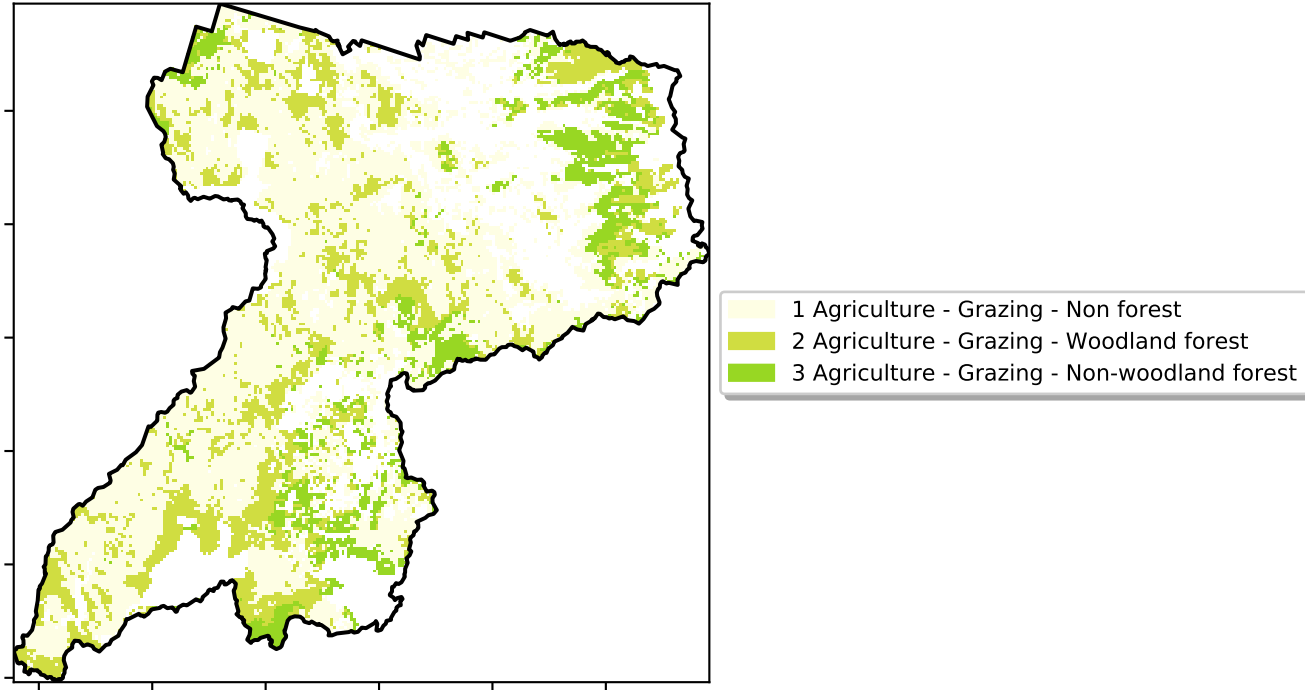 1 Agriculture - Grazing - Non forest
2 Agriculture - Grazing - Woodland forest
3 Agriculture - Grazing - Non-woodland forest